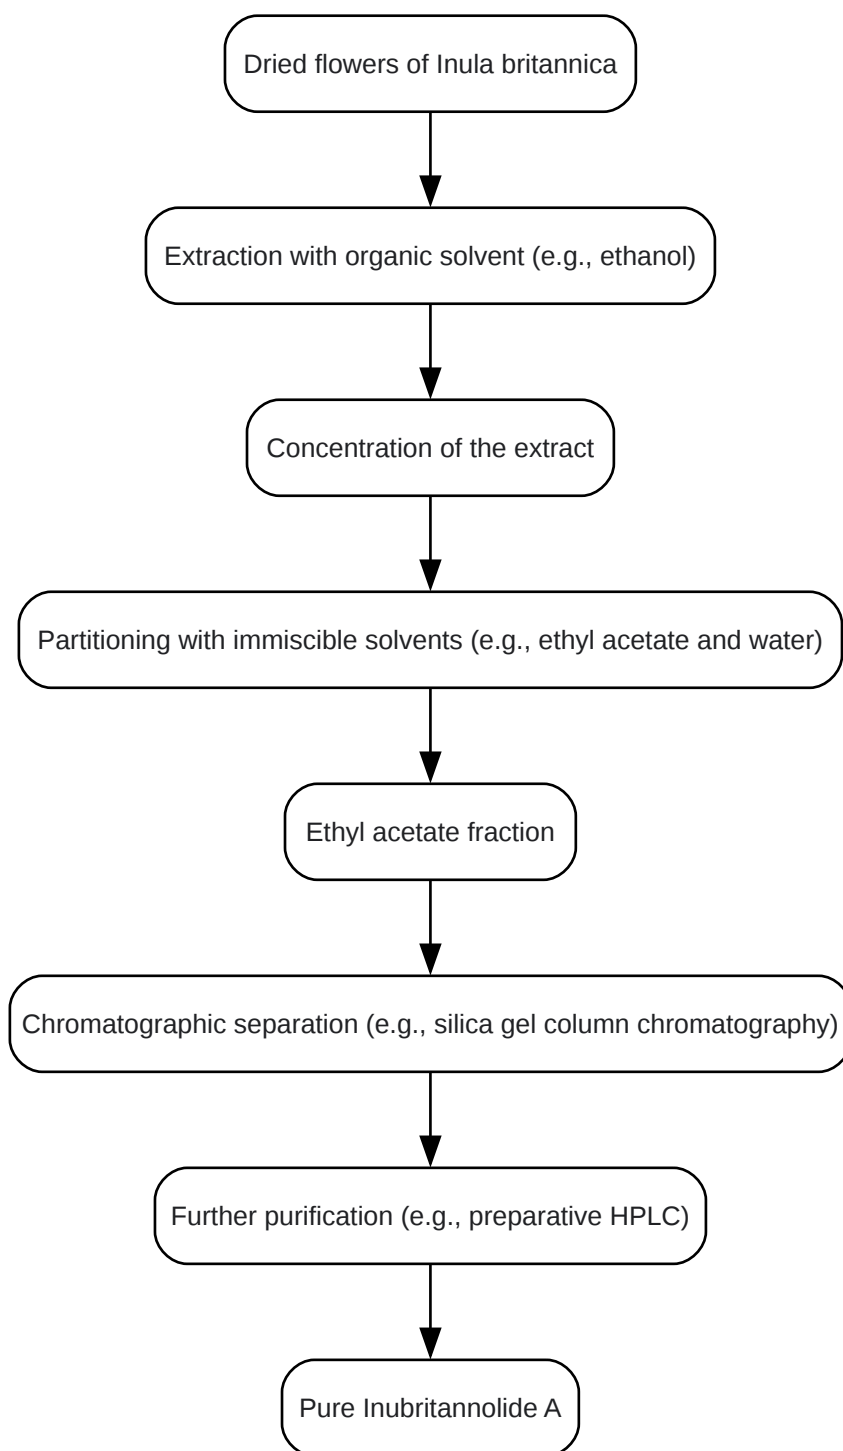 Dried flowers of Inula britannica
Extraction with organic solvent (e.g., ethanol)
Concentration of the extract
Partitioning with immiscible solvents (e.g., ethyl acetate and water)
Ethyl acetate fraction
Chromatographic separation (e.g., silica gel column chromatography)
Further purification (e.g., preparative HPLC)
Pure Inubritannolide A